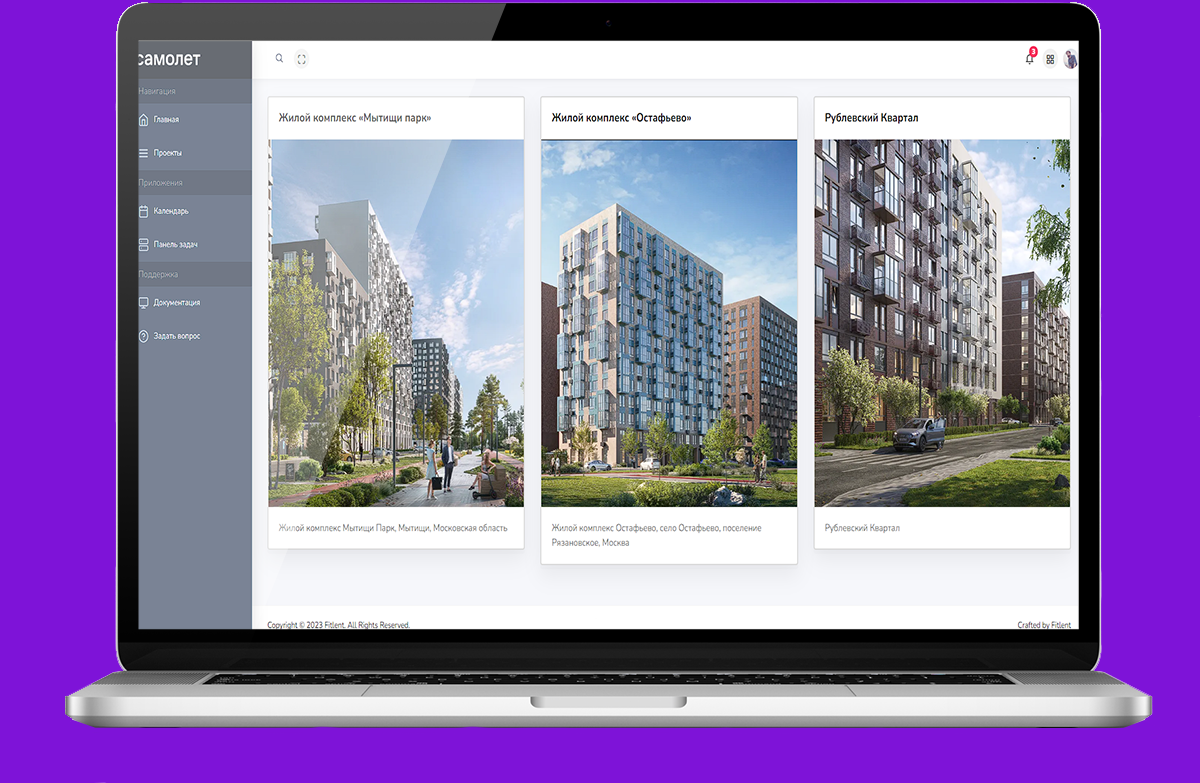 самолет
3
Навигация
Главная
Проекты
Приложения
Календарь
Панель задач
Поддержка
Документация
Задать вопрос
Жилой комплекс «Мытищи парк»
Жилой комплекс Мытищи Парк, Мытищи, Московская область
Жилой комплекс «Остафьево»
Жилой комплекс Остафьево, село Остафьево, поселение
Рязановское, Москва
Рублевский Квартал
Рублевский Квартал
Copyright © 2023 Fitlent. All Rights Reserved.
Crafted by Fitlent